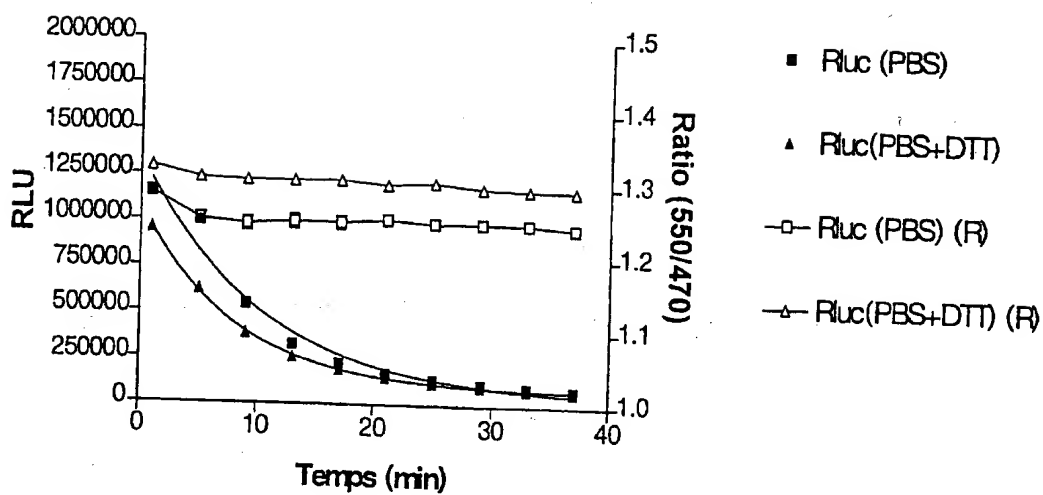 2000000
1750000
1500000
1250000
1000000
750000
500000
250000
0
RLU
0
10
20
30
40
Temps (min)
1.5
1.4
1.3
1.2
1.1
1.0
Ratio (550/470)
Rluc (PBS)
Rluc(PBS+DTT)
Rluc (PBS) (R)
Rluc(PBS+DTT) (R)